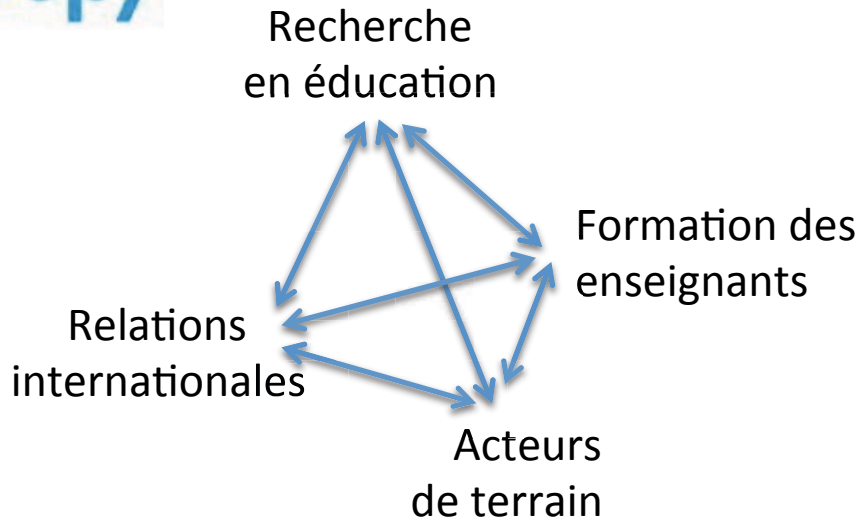 Recherche
en éducation
Formation des
enseignants
Relations
internationales
Acteurs
de terrain